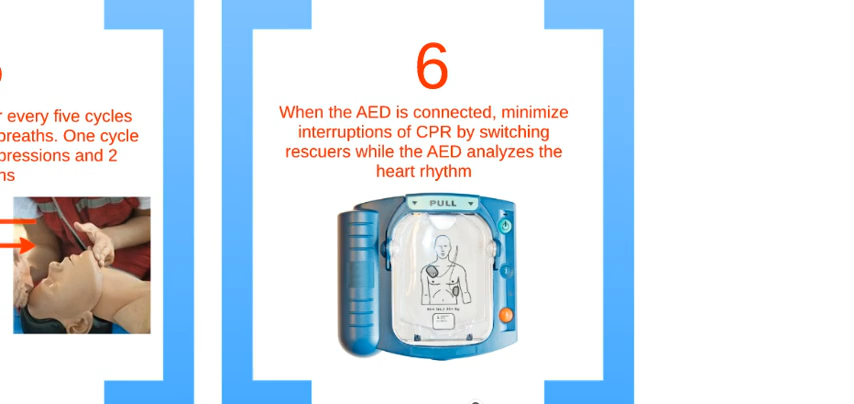 r every five cycles
breaths. One cycle
pressions and 2
ns
6
When the AED is connected, minimize
interruptions of CPR by switching
rescuers while the AED analyzes the
heart rhythm
PULL